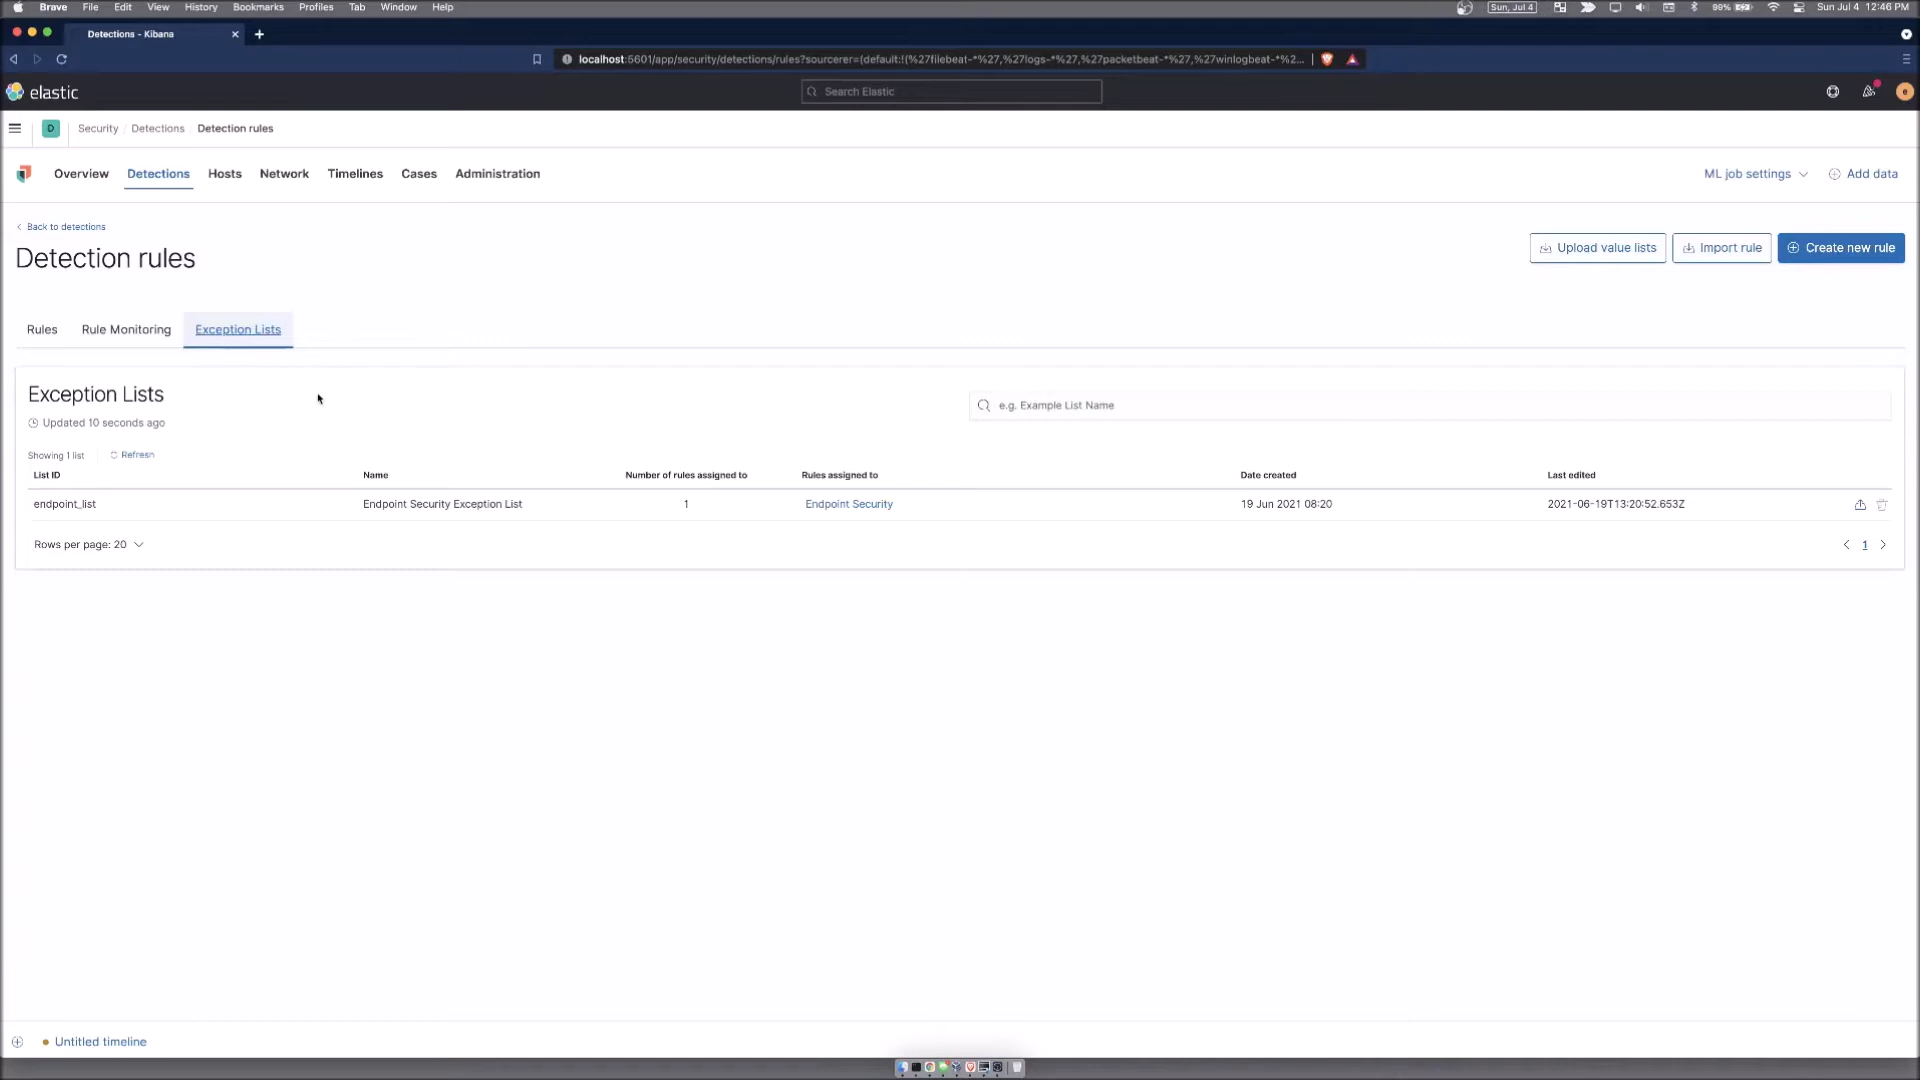 Brave File Edit View History Bookmarks Profiles Tab Window Help Sun, Jul 4 99% Sun Jul 4 12:46 PM
Detections - Kibana
localhost:5601/app/security/detections/rules?sourcerer=(default:!(%27filebeat-*%27,%27logs-*%27,%27packetbeat-*%27,%27winlogbeat-*%2...
elastic Search Elastic e
D Security / Detections / Detection rules
Overview Detections Hosts Network Timelines Cases Administration ML job settings Add data
Back to detections
Detection rules Upload value lists Import rule Create new rule
Rules Rule Monitoring Exception Lists
Exception Lists
e.g. Example List Name
Updated 10 seconds ago
Showing 1 list Refresh
List ID Name Number of rules assigned to Rules assigned to Date created Last edited
endpoint_list Endpoint Security Exception List 1 Endpoint Security 19 Jun 2021 08:20 2021-06-19T13:20:52.653Z
Rows per page: 20 1
Untitled timeline